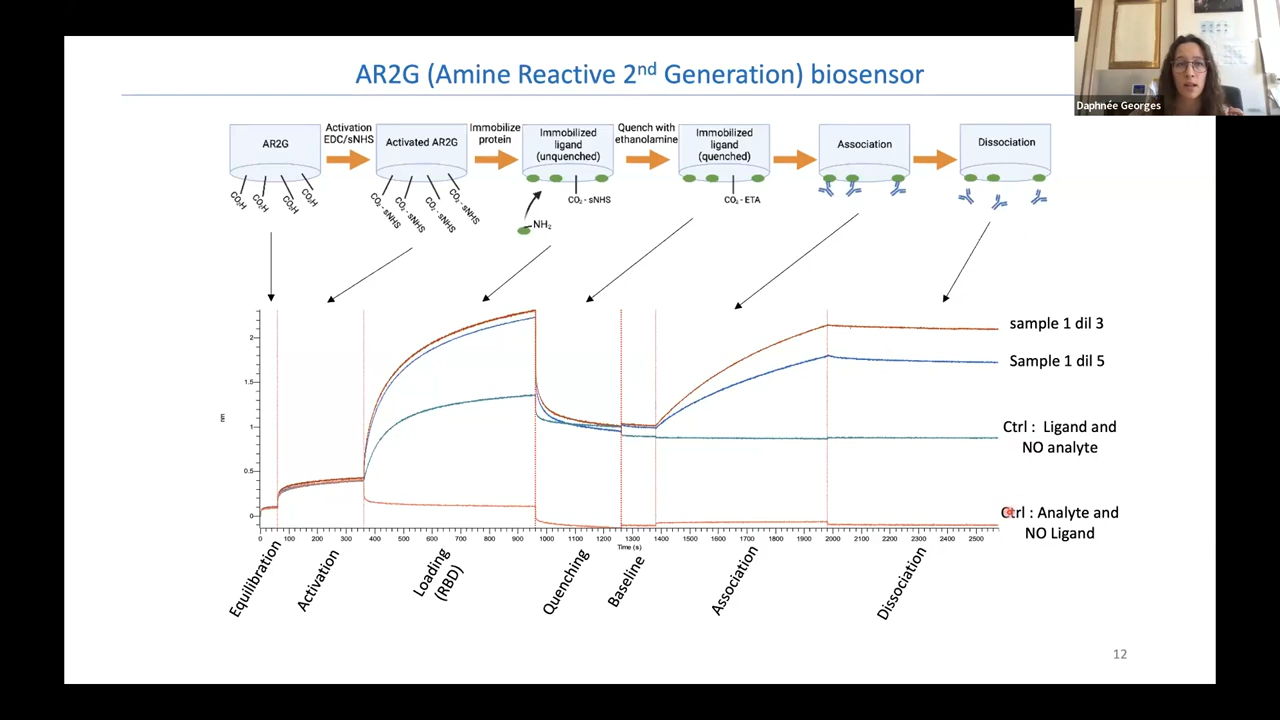 AR2G (Amine Reactive 2nd Generation) biosensor
Daphnée Georges
AR2G
Activation
EDC/sNHS
Activated AR2G
Immobilize
protein
Immobilized
ligand
(unquenched)
Quench with
ethanolamine
Immobilized
ligand
(quenched)
Association
Dissociation
CO₂H
CO₂H
CO₂H
CO₂H
CO₂ - sNHS
CO₂ - sNHS
CO₂ - sNHS
CO₂ - sNHS
NH₂
CO₂ - sNHS
CO₂ - ETA
sample 1 dil 3
Sample 1 dil 5
Ctrl : Ligand and
NO analyte
Ctrl : Analyte and
NO Ligand
nm
2
1.5
1
0.5
0
0 100 200 300 400 500 600 700 800 900 1000 1100 1200 1300 1400 1500 1600 1700 1800 1900 2000 2100 2200 2300 2400 2500
Time (s)
Equilibration
Activation
Loading
(RBD)
Quenching
Baseline
Association
Dissociation
12